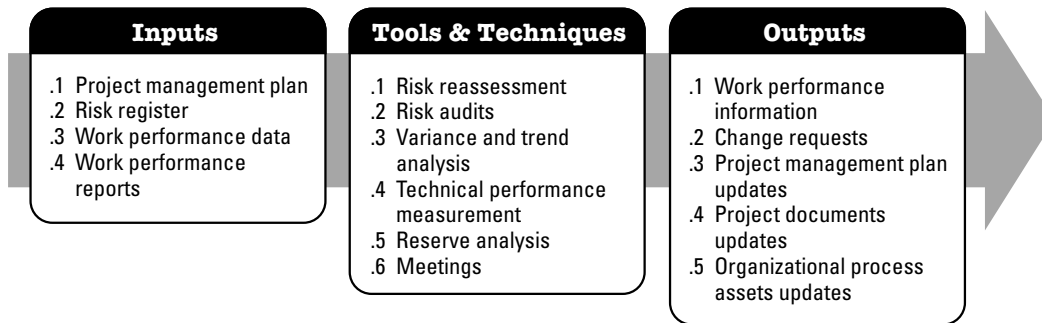 Inputs
.1 Project management plan
.2 Risk register
.3 Work performance data
.4 Work performance
reports
Tools & Techniques
.1 Risk reassessment
.2 Risk audits
.3 Variance and trend
analysis
.4 Technical performance
measurement
.5 Reserve analysis
.6 Meetings
Outputs
.1 Work performance
information
.2 Change requests
.3 Project management plan
updates
.4 Project documents
updates
.5 Organizational process
assets updates